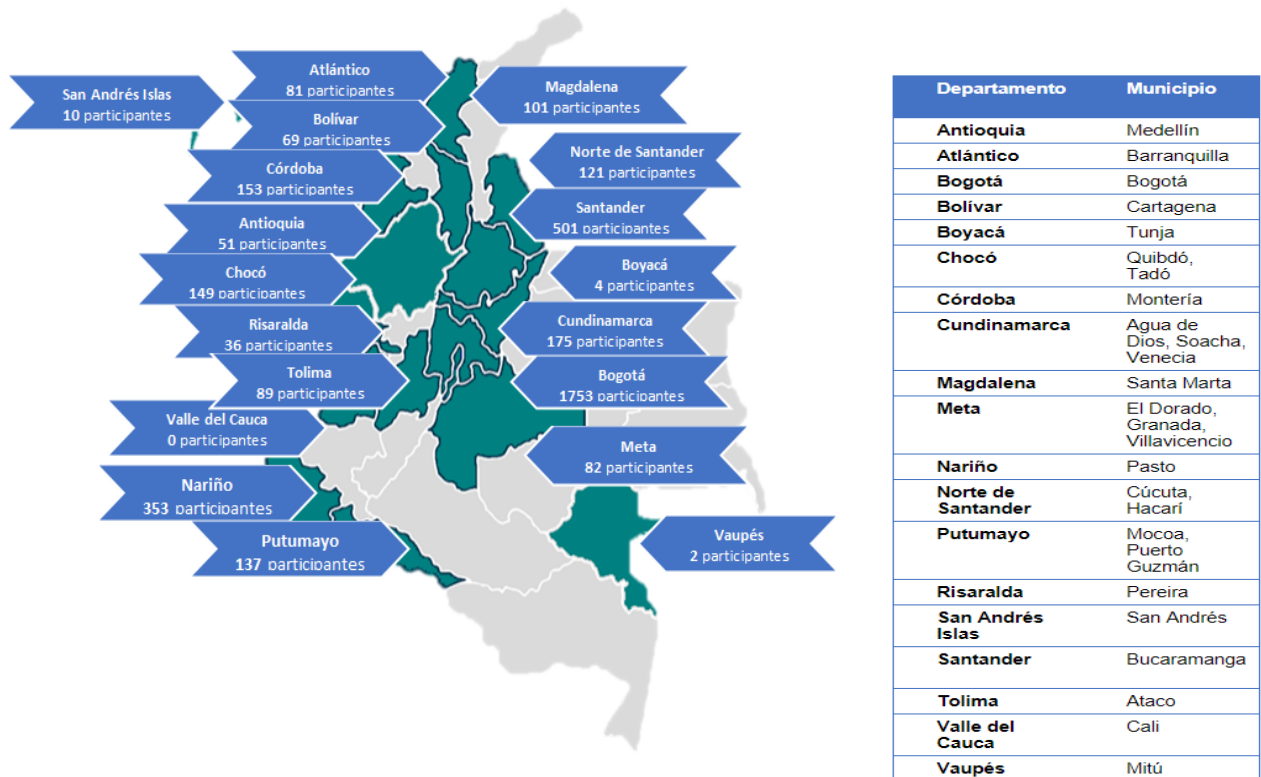 San Andrés Islas
10 participantes
Atlántico
81 participantes
Magdalena
101 participantes
Bolívar
69 participantes
Córdoba
153 participantes
Norte de Santander
121 participantes
Antioquia
51 participantes
Santander
501 participantes
Chocó
149 participantes
Boyacá
4 participantes
Risaralda
36 participantes
Cundinamarca
175 participantes
Tolima
89 participantes
Bogotá
1753 participantes
Valle del Cauca
0 participantes
Meta
82 participantes
Nariño
353 participantes
Putumayo
137 participantes
Vaupés
2 participantes
Departamento Municipio
Antioquia Medellín
Atlántico Barranquilla
Bogotá Bogotá
Bolívar Cartagena
Boyacá Tunja
Chocó Quibdó,
Tadó
Córdoba Montería
Cundinamarca Agua de
Dios, Soacha,
Venecia
Magdalena Santa Marta
Meta El Dorado,
Granada,
Villavicencio
Nariño Pasto
Norte de Cúcuta,
Santander Hacarí
Putumayo Mocoa,
Puerto
Guzmán
Risaralda Pereira
San Andrés San Andrés
Islas
Santander Bucaramanga
Tolima Ataco
Valle del Cali
Cauca
Vaupés Mitú